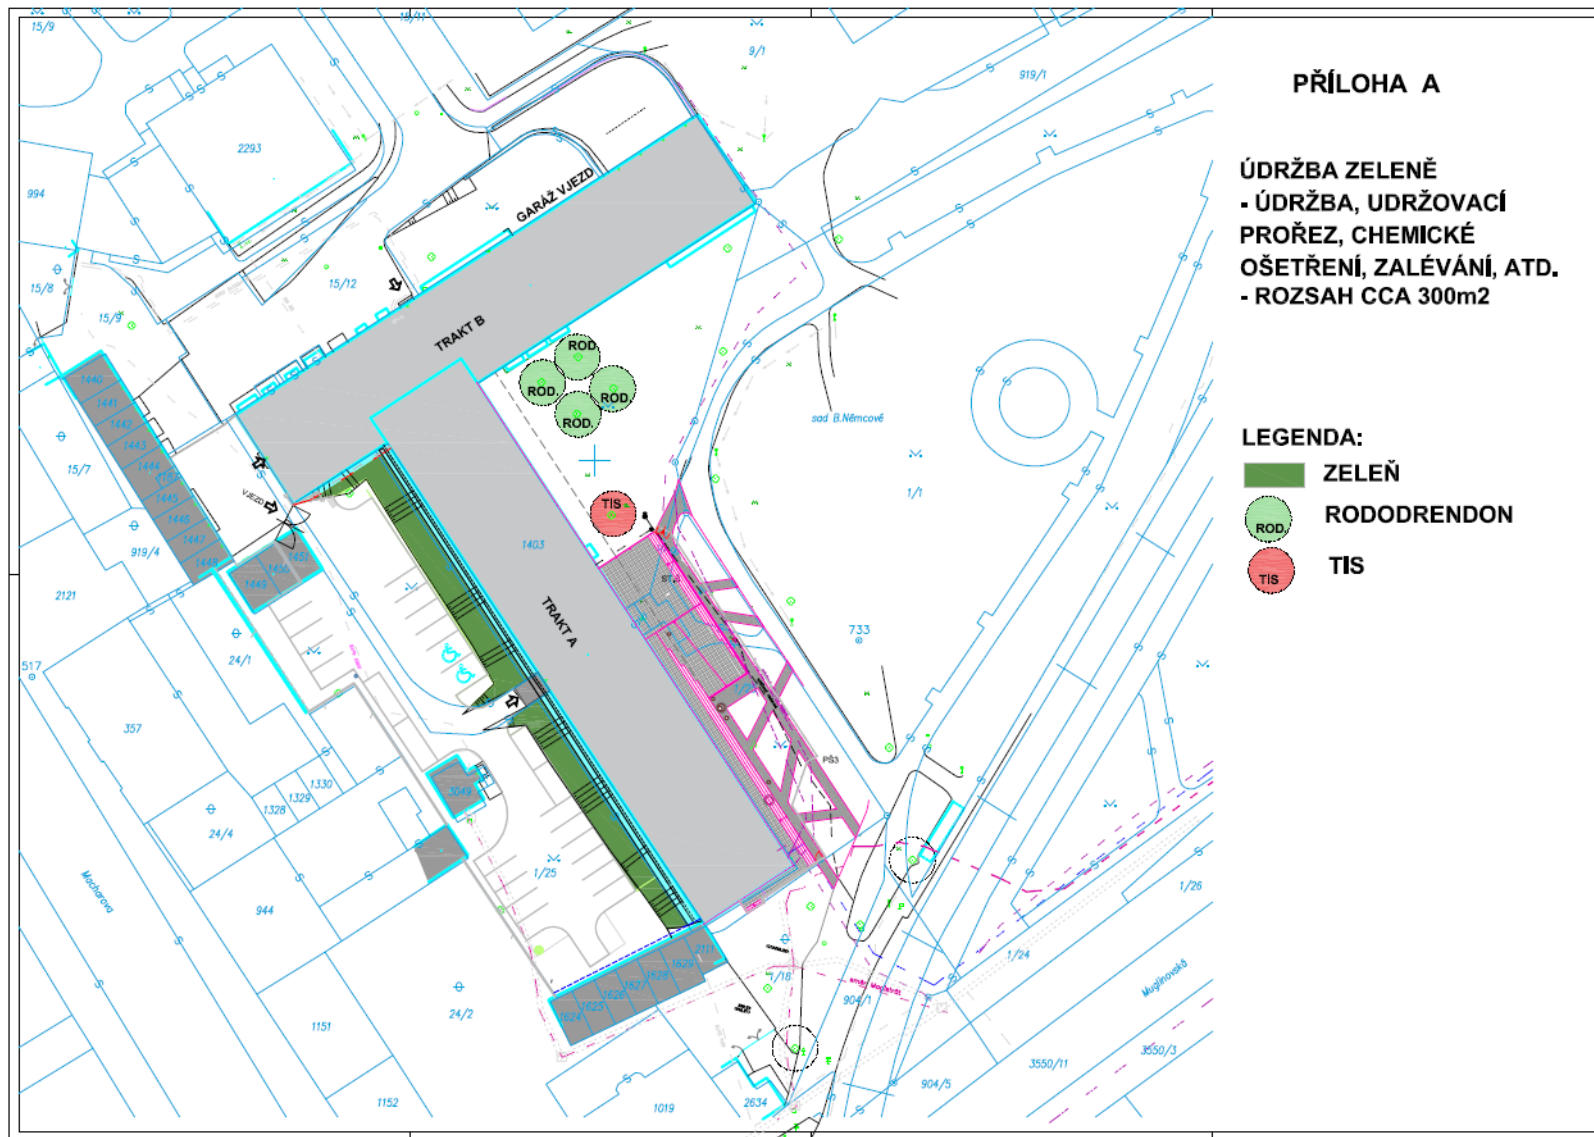 PŘÍLOHA A
ÚDRŽBA ZELENĚ
- ÚDRŽBA, UDRŽOVACÍ
PROŘEZ, CHEMICKÉ
OŠETŘENÍ, ZALÉVÁNÍ, ATD.
- ROZSAH CCA 300m2
LEGENDA:
ZELEŇ
ROD.
RODODRENDON
TIS
TIS
15/9
15/11
9/1
919/1
2293
994
GARÁŽ VJEZD
15/8
15/12
15/9
TRAKT B
ROD.
ROD.
ROD.
ROD.
1440
1441
1442
1443
1444
1445
1446
1447
1448
15/7
sad B.Němcové
1/1
VJEZD
TIS
919/4
1403
1451
1450
1449
2121
TRAKT A
733
24/1
517
357
PŠ3
1330
1329
1328
3049
24/4
1/25
944
Macharova
1/26
2111
1629
1628
1627
1626
1625
1624
1/18
1/24
Muglinovská
904/1
24/2
1151
1152
1019
2634
904/5
3550/11
3550/3